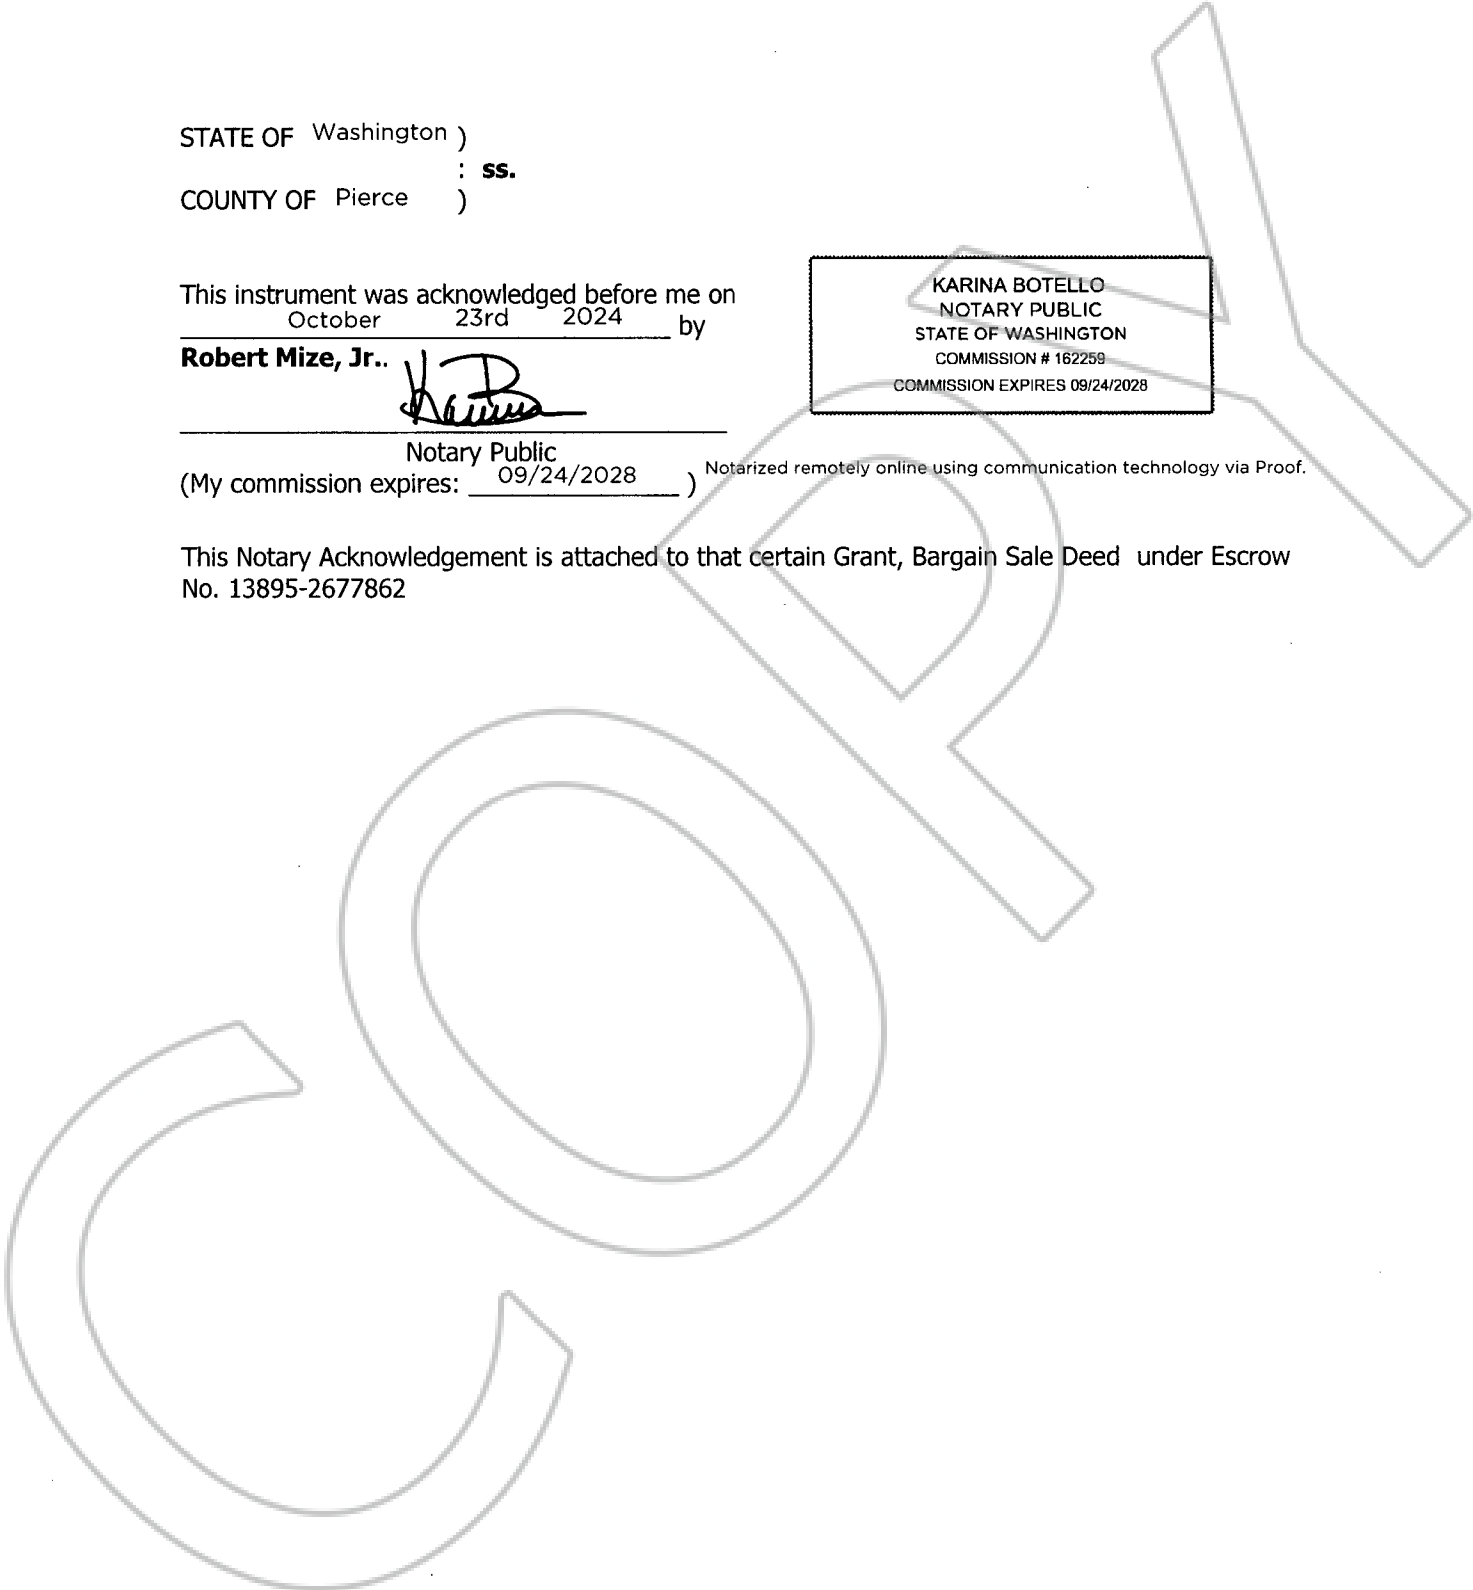 STATE OF Washington )
: ss.
COUNTY OF Pierce )
This instrument was acknowledged before me on
October 23rd 2024 by
Robert Mize, Jr..
Notary Public
(My commission expires: 09/24/2028 )
KARINA BOTELLO
NOTARY PUBLIC
STATE OF WASHINGTON
COMMISSION # 162259
COMMISSION EXPIRES 09/24/2028
Notarized remotely online using communication technology via Proof.
This Notary Acknowledgement is attached to that certain Grant, Bargain Sale Deed under Escrow
No. 13895-2677862
COPY